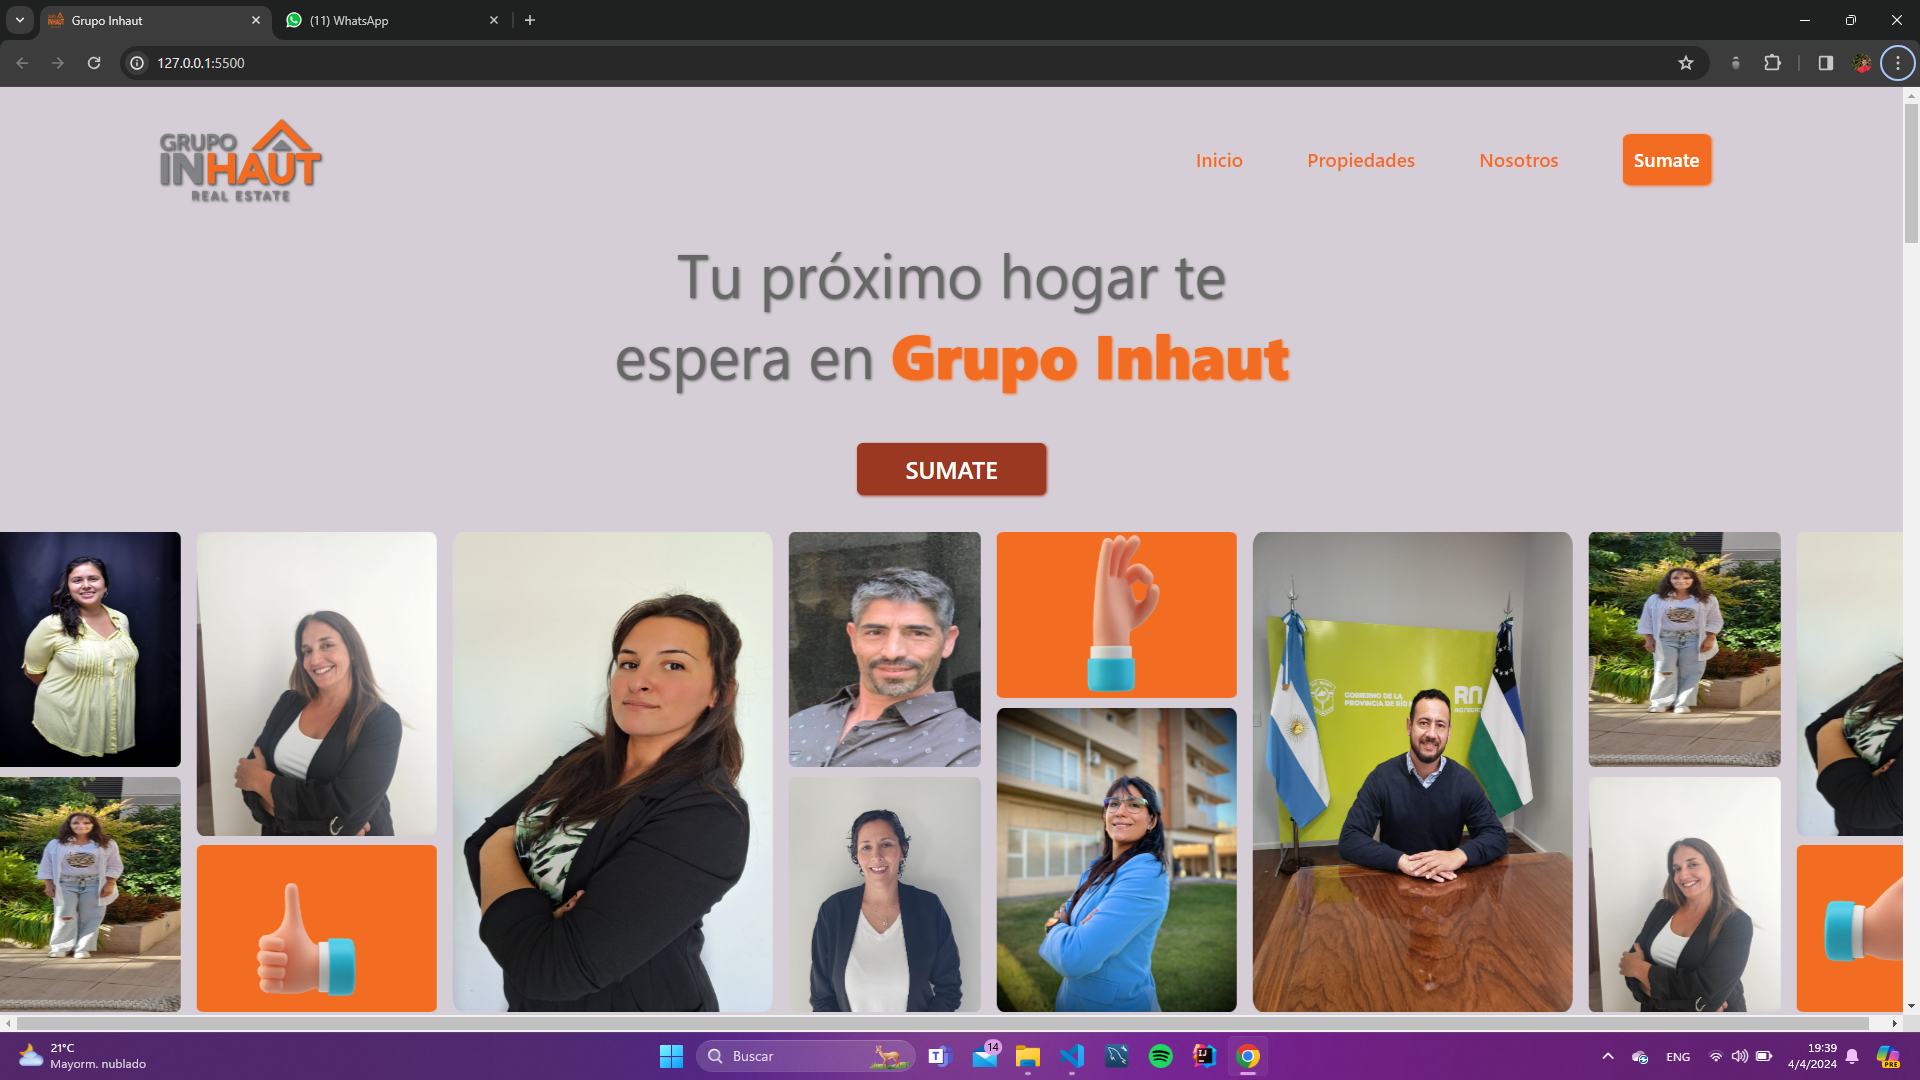 Grupo Inhaut
(11) WhatsApp
127.0.0.1:5500
GRUPO
INHAUT
REAL ESTATE
Inicio
Propiedades
Nosotros
Sumate
Tu próximo hogar te
espera en Grupo Inhaut
SUMATE
GOBIERNO DE LA
PROVINCIA DE RÍO
RN
21°C
Mayorm. nublado
Buscar
14
ENG
19:39
4/4/2024
PRE